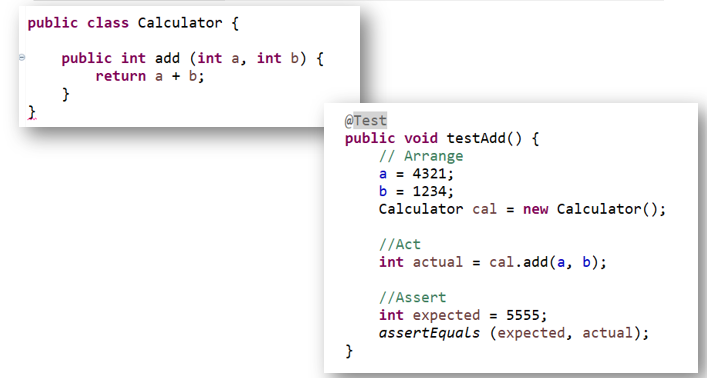 public class Calculator {
public int add (int a, int b) {
return a + b;
}
}
@Test
public void testAdd() {
// Arrange
a = 4321;
b = 1234;
Calculator cal = new Calculator();
//Act
int actual = cal.add(a, b);
//Assert
int expected = 5555;
assertEquals (expected, actual);
}